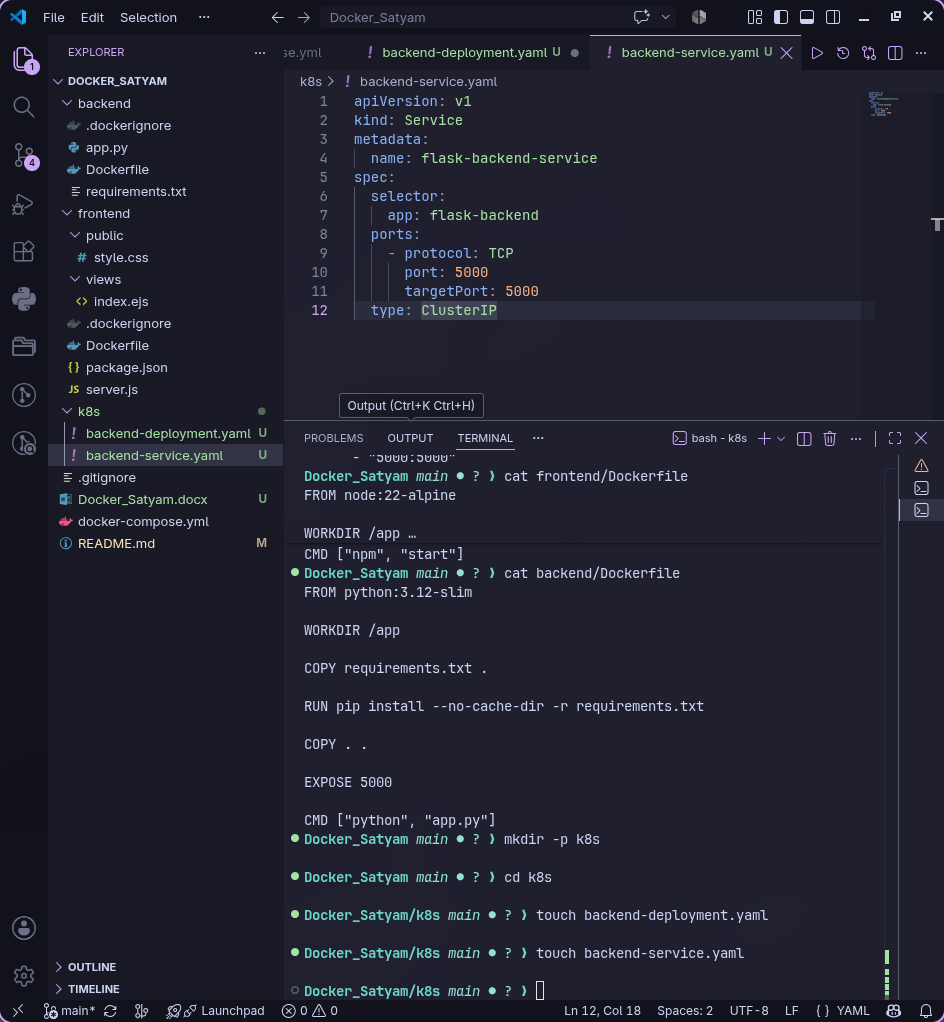 File Edit Selection ··· Docker_Satyam
EXPLORER ···
1
4
DOCKER_SATYAM
backend
.dockerignore
app.py
Dockerfile
requirements.txt
frontend
public
# style.css
views
<> index.ejs
.dockerignore
Dockerfile
{} package.json
JS server.js
k8s
! backend-deployment.yaml U
! backend-service.yaml U
.gitignore
Docker_Satyam.docx U
docker-compose.yml
README.md M
OUTLINE
TIMELINE
se.yml ! backend-deployment.yaml U ● ! backend-service.yaml U ···
k8s > ! backend-service.yaml
1 apiVersion: v1
2 kind: Service
3 metadata:
4 name: flask-backend-service
5 spec:
6 selector:
7 app: flask-backend
8 ports:
9 - protocol: TCP
10 port: 5000
11 targetPort: 5000
12 type: ClusterIP
Output (Ctrl+K Ctrl+H)
PROBLEMS OUTPUT TERMINAL ··· bash - k8s ···
- "5000:5000"
Docker_Satyam main ● ? ❯ cat frontend/Dockerfile
FROM node:22-alpine
WORKDIR /app …
CMD ["npm", "start"]
Docker_Satyam main ● ? ❯ cat backend/Dockerfile
FROM python:3.12-slim
WORKDIR /app
COPY requirements.txt .
RUN pip install --no-cache-dir -r requirements.txt
COPY . .
EXPOSE 5000
CMD ["python", "app.py"]
Docker_Satyam main ● ? ❯ mkdir -p k8s
Docker_Satyam main ● ? ❯ cd k8s
Docker_Satyam/k8s main ● ? ❯ touch backend-deployment.yaml
Docker_Satyam/k8s main ● ? ❯ touch backend-service.yaml
Docker_Satyam/k8s main ● ? ❯
main* Launchpad 0 0 Ln 12, Col 18 Spaces: 2 UTF-8 LF {} YAML